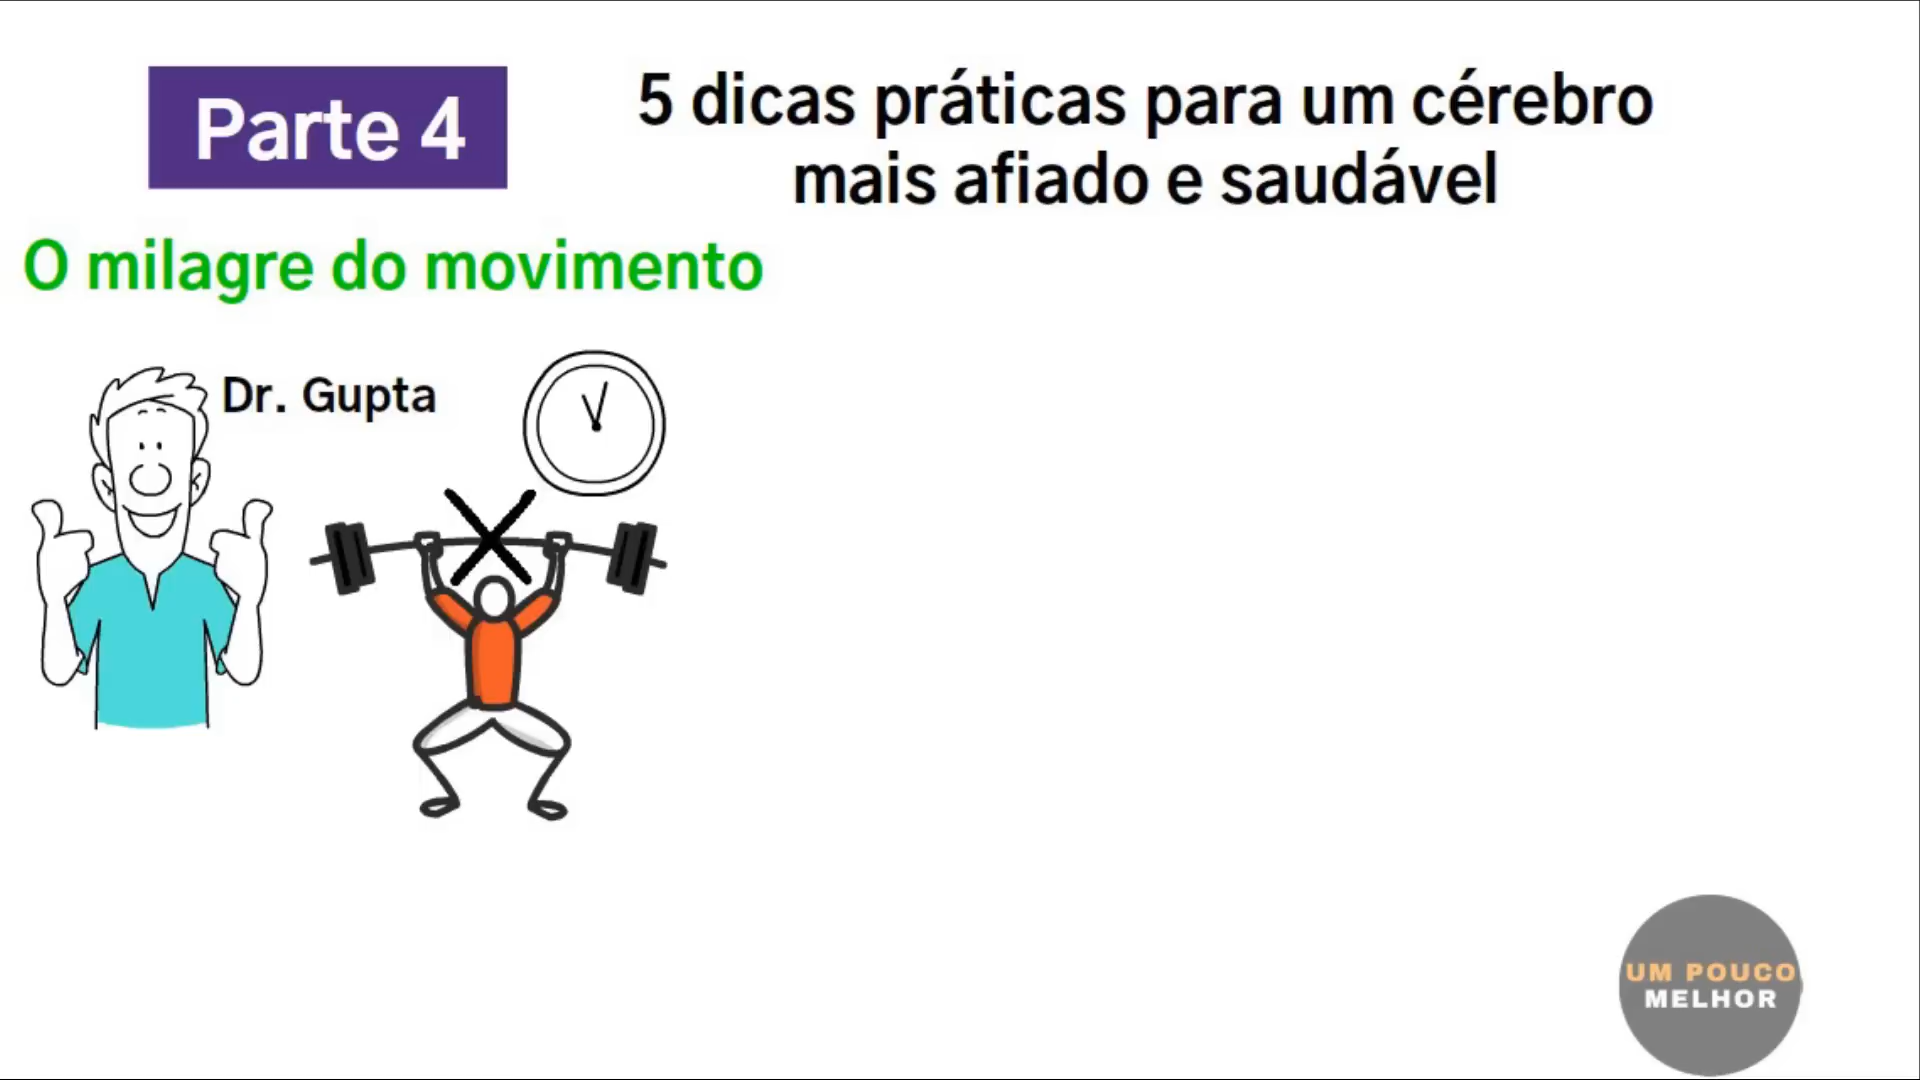 Parte 4
5 dicas práticas para um cérebro
mais afiado e saudável
O milagre do movimento
Dr. Gupta
UM POUCO
MELHOR